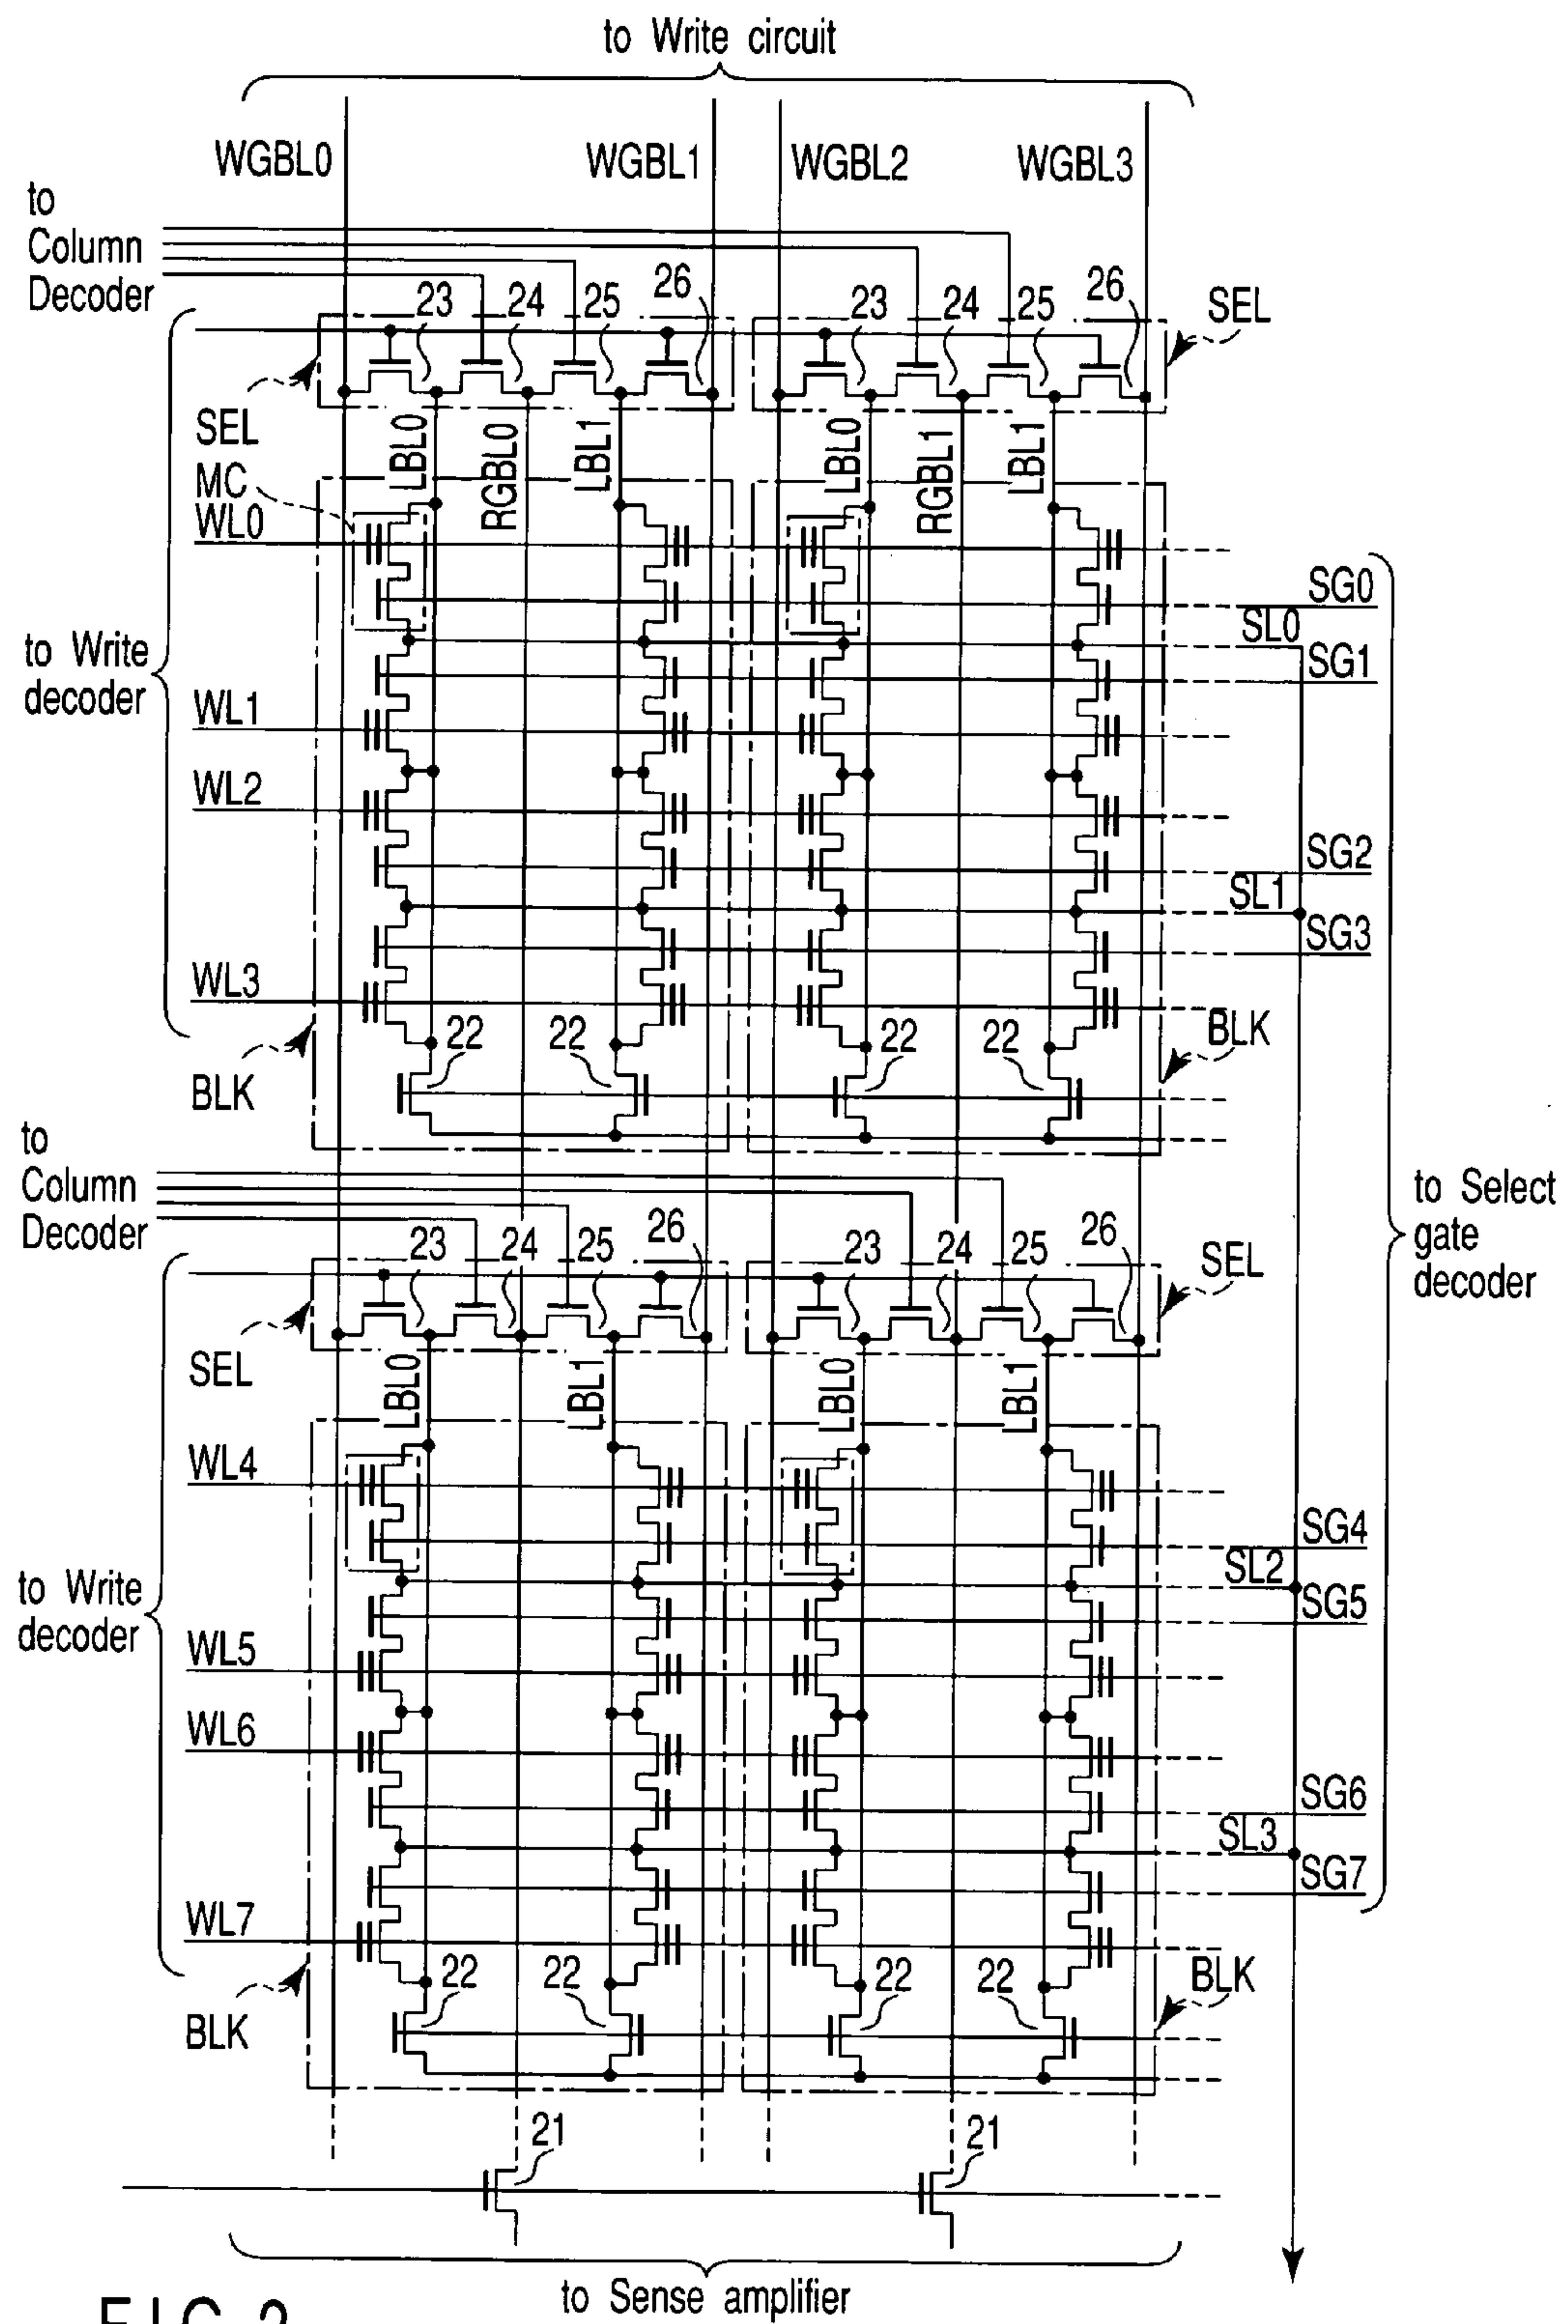 to Write circuit
WGBL0 WGBL1 WGBL2 WGBL3
to
Column
Decoder
23 24 25 26 23 24 25 26
SEL
SEL
LBL0 RGBL0 LBL1 LBL0 RGBL1 LBL1
MC
WL0
SG0
SL0
to Write
decoder
SG1
WL1
WL2
SG2
SL1
SG3
WL3
22 22 22 22
BLK
BLK
to
Column
Decoder
to Select
gate
decoder
23 24 25 26 23 24 25 26
SEL
SEL
LBL0 LBL1 LBL0 LBL1
WL4
SG4
SL2
to Write
decoder
SG5
WL5
WL6
SG6
SL3
SG7
WL7
22 22 22 22
BLK
BLK
21 21
to Sense amplifier